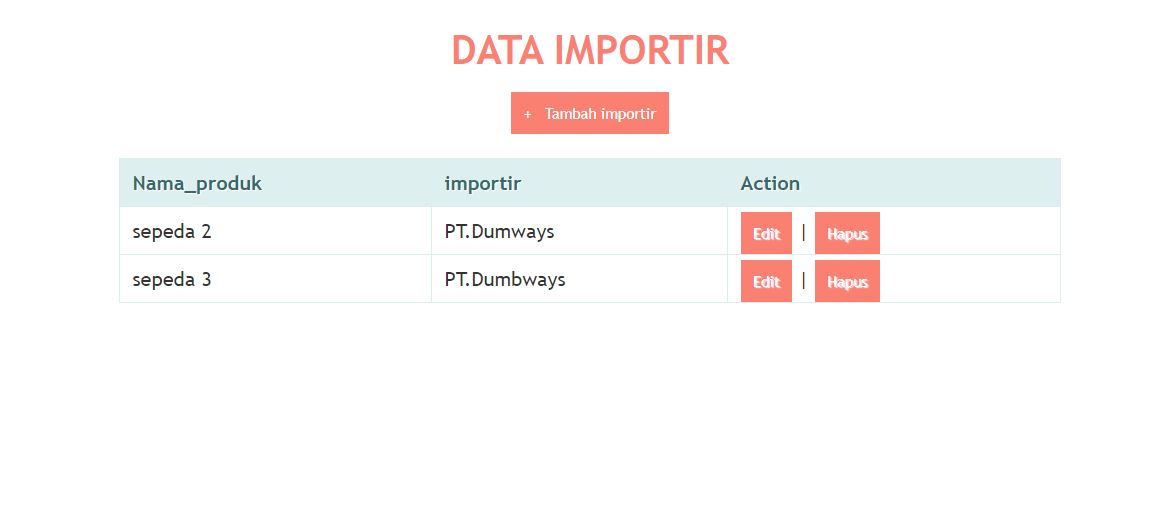 DATA IMPORTIR
+ Tambah importir
Nama_produk importir Action
sepeda 2 PT.Dumways Edit | Hapus
sepeda 3 PT.Dumbways Edit | Hapus